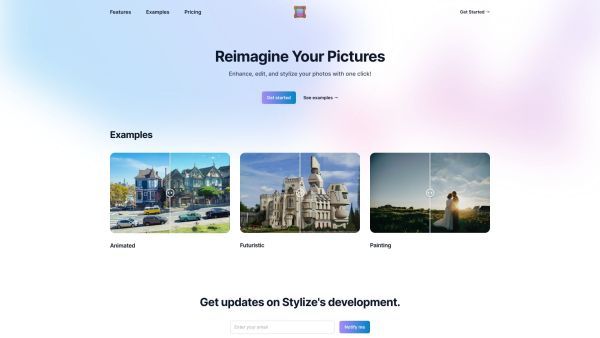 Features
Examples
Pricing
Get Started →
Reimagine Your Pictures
Enhance, edit, and stylize your photos with one click!
Get started
See examples →
Examples
Animated
Futuristic
Painting
Get updates on Stylize's development.
Enter your email
Notify me